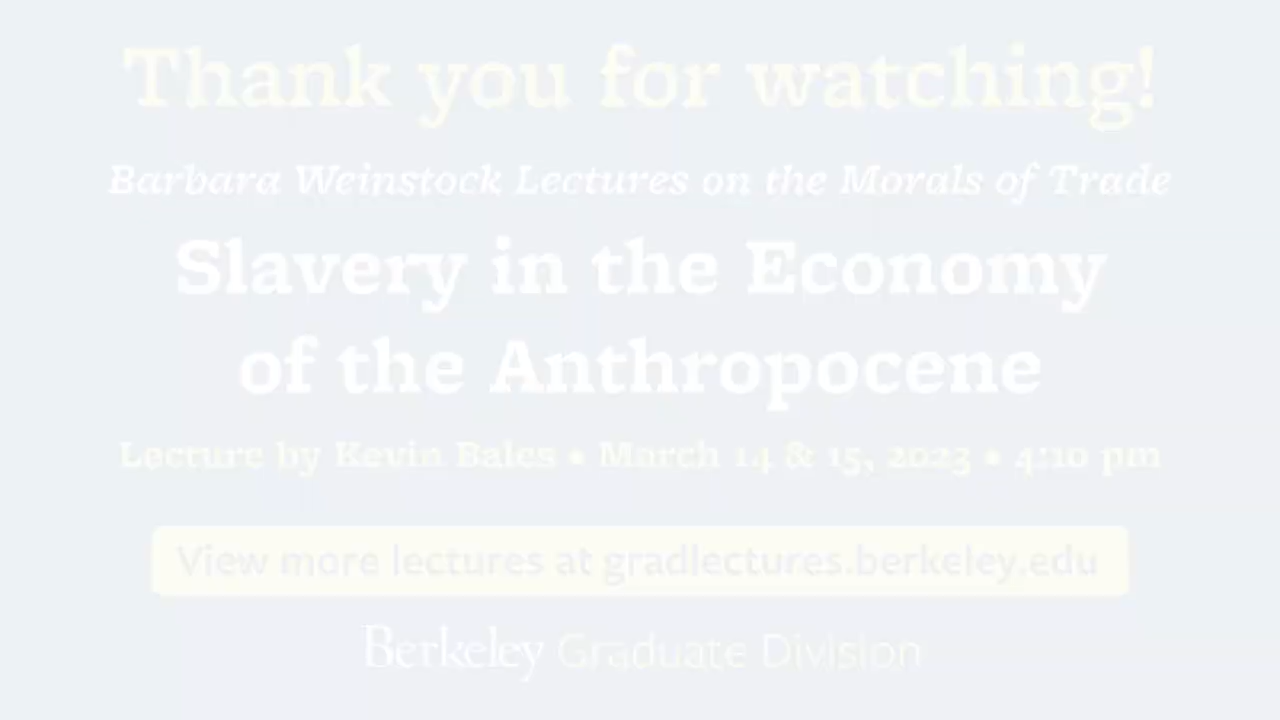 Thank you for watching!
Barbara Weinstock Lectures on the Morals of Trade
Slavery in the Economy
of the Anthropocene
Lecture by Kevin Bales • March 14 & 15, 2023 • 4:10 pm
View more lectures at gradlectures.berkeley.edu
Berkeley Graduate Division